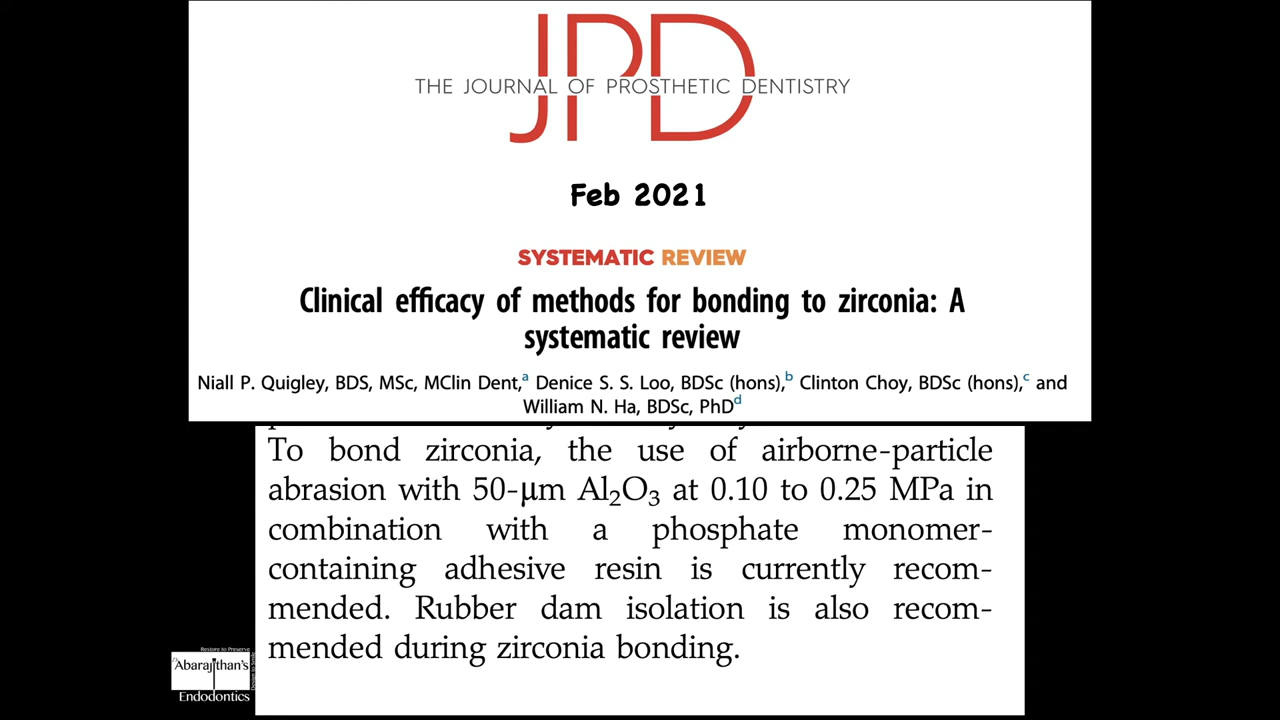 JPD
THE JOURNAL OF PROSTHETIC DENTISTRY
Feb 2021
SYSTEMATIC REVIEW
Clinical efficacy of methods for bonding to zirconia: A
systematic review
Niall P. Quigley, BDS, MSc, MClin Dent,ᵃ Denice S. S. Loo, BDSc (hons),ᵇ Clinton Choy, BDSc (hons),ᶜ and
William N. Ha, BDSc, PhDᵈ
To bond zirconia, the use of airborne-particle
abrasion with 50-μm Al₂O₃ at 0.10 to 0.25 MPa in
combination with a phosphate monomer-
containing adhesive resin is currently recom-
mended. Rubber dam isolation is also recom-
mended during zirconia bonding.
Restore to Preserve
Abarajithan's
Endodontics